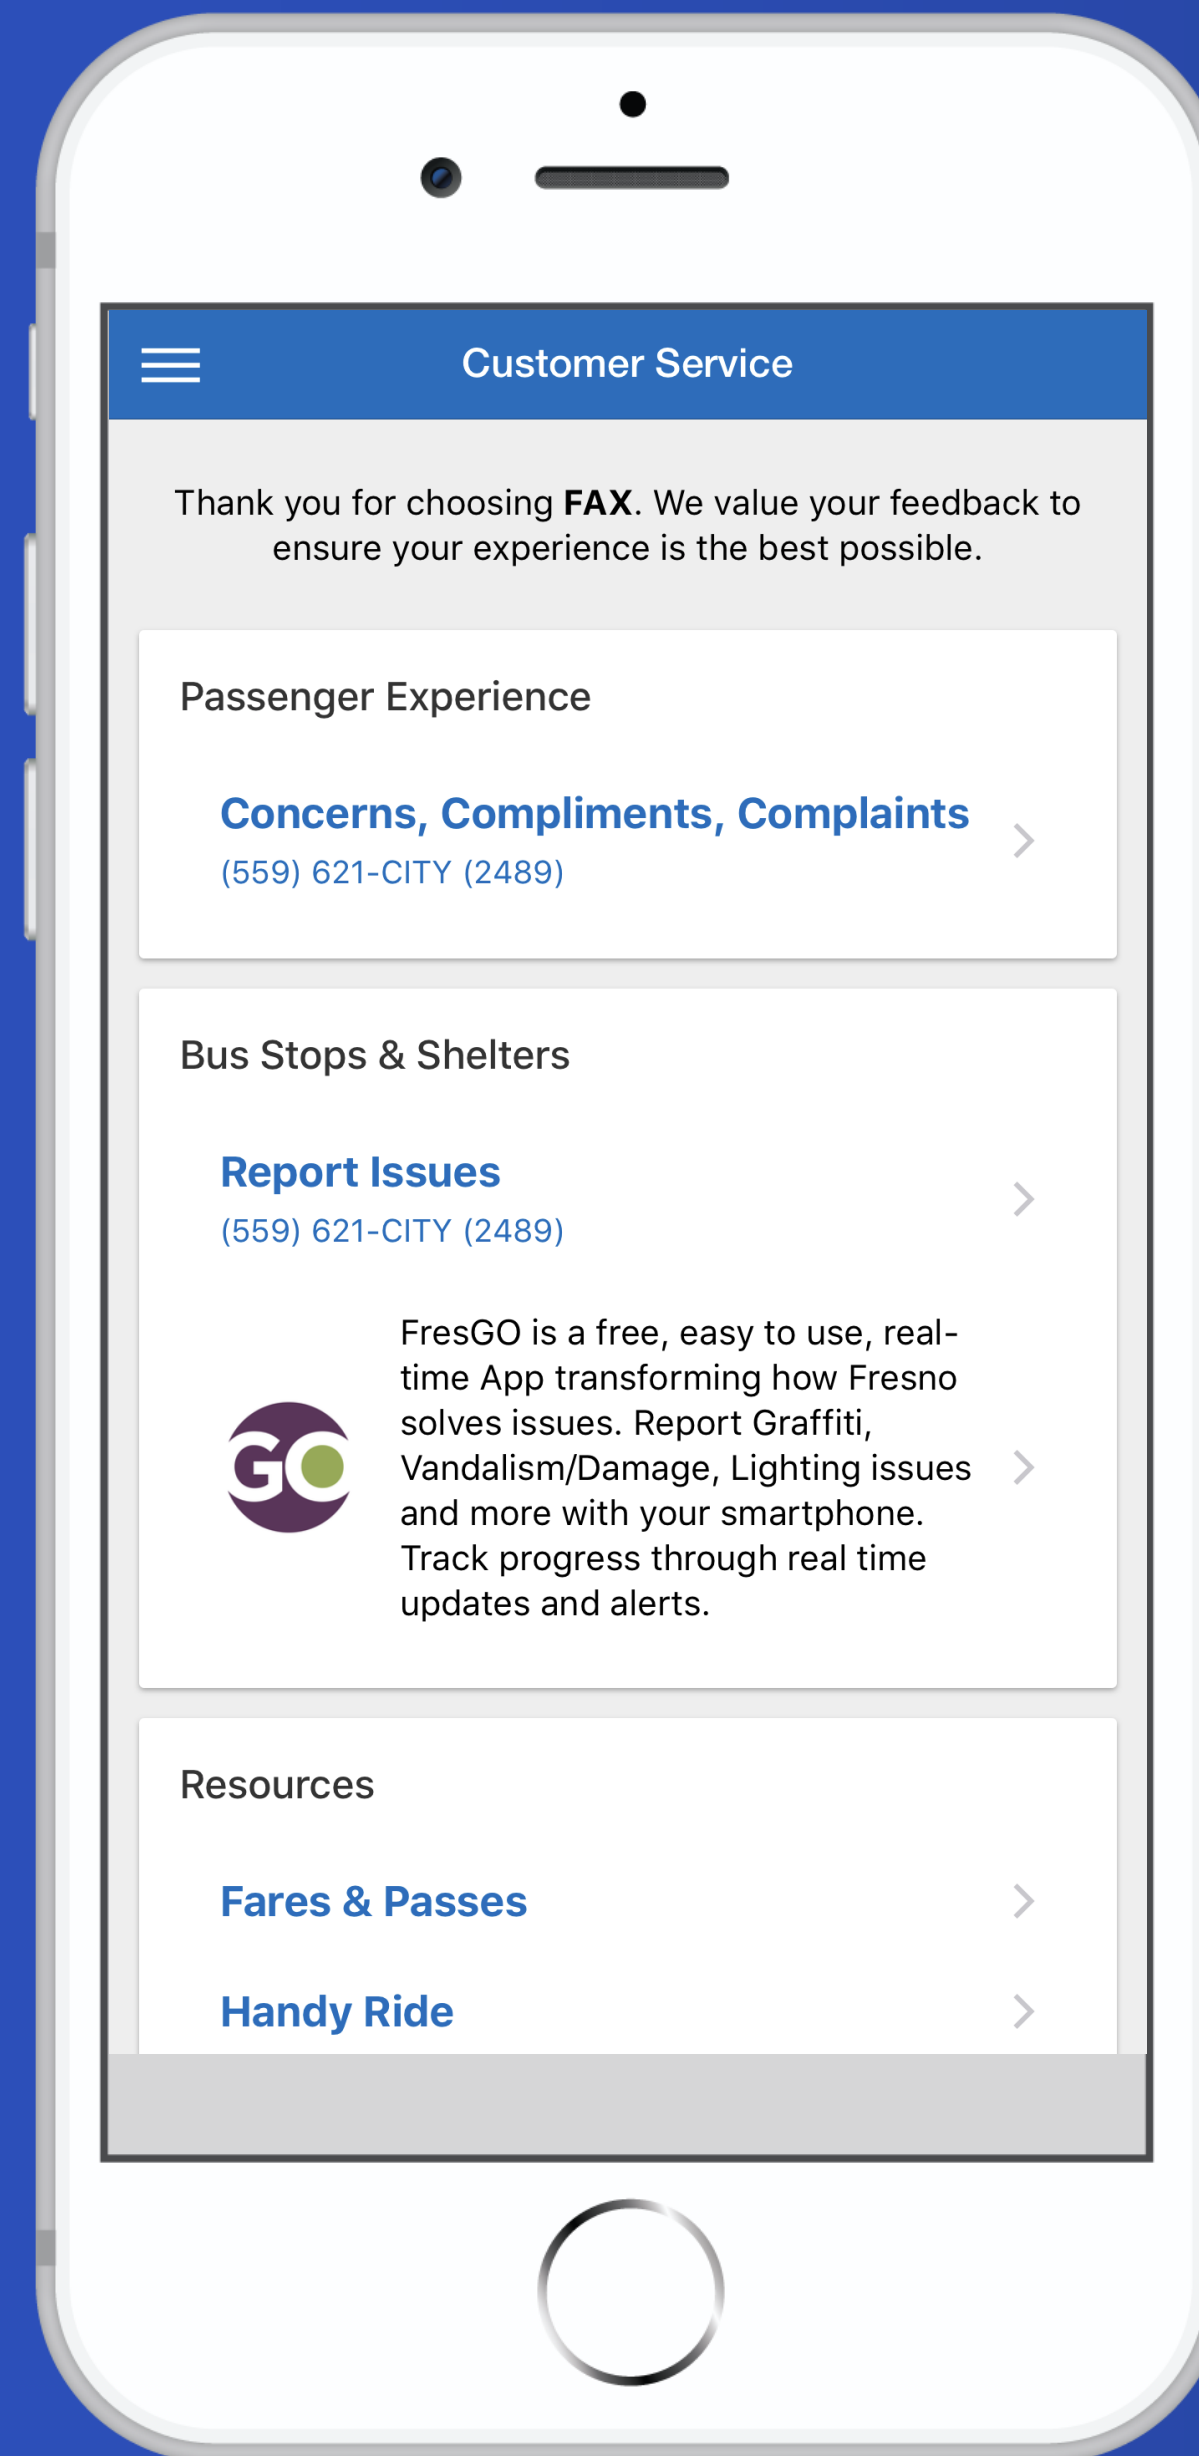 Customer Service
Thank you for choosing FAX. We value your feedback to
ensure your experience is the best possible.
Passenger Experience
Concerns, Compliments, Complaints
(559) 621-CITY (2489)
Bus Stops & Shelters
Report Issues
(559) 621-CITY (2489)
GO
FresGO is a free, easy to use, real-
time App transforming how Fresno
solves issues. Report Graffiti,
Vandalism/Damage, Lighting issues
and more with your smartphone.
Track progress through real time
updates and alerts.
Resources
Fares & Passes
Handy Ride